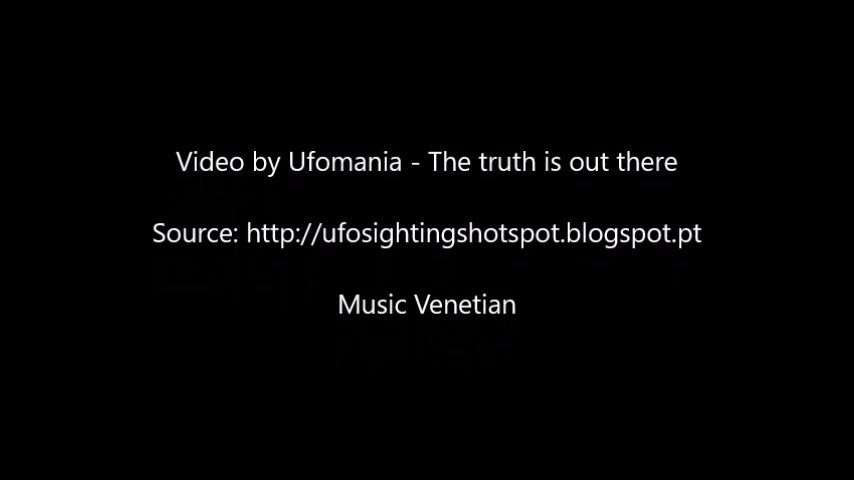 Video by Ufomania - The truth is out there
Source: http://ufosightingshotspot.blogspot.pt
Music Venetian